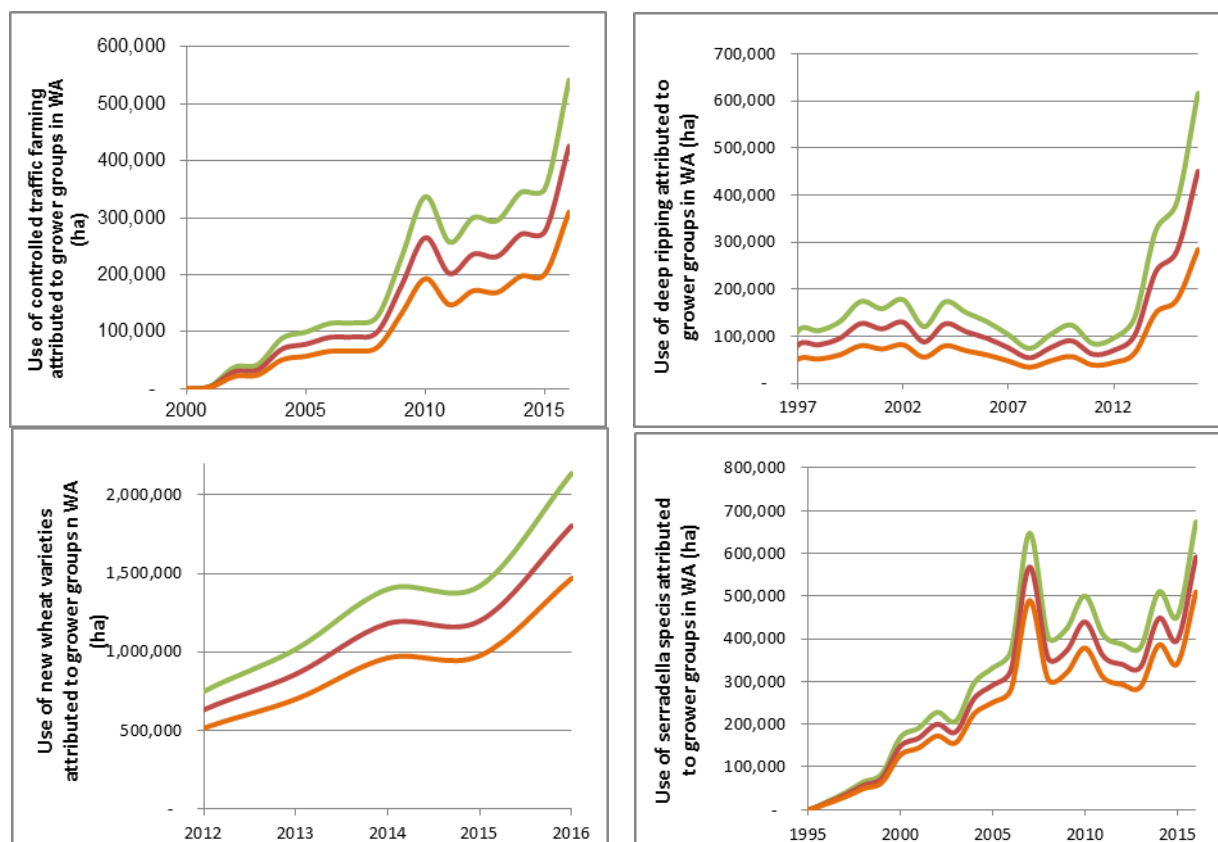 Use of controlled traffic farming
attributed to grower groups in WA
(ha)
600,000
500,000
400,000
300,000
200,000
100,000
-
2000 2005 2010 2015
Use of deep ripping attributed to
grower groups in WA (ha)
700,000
600,000
500,000
400,000
300,000
200,000
100,000
-
1997 2002 2007 2012
Use of new wheat varieties
attributed to grower groups n WA
(ha)
2,000,000
1,500,000
1,000,000
500,000
-
2012 2013 2014 2015 2016
Use of serradella specis attributed
to grower groups in WA (ha)
800,000
700,000
600,000
500,000
400,000
300,000
200,000
100,000
-
1995 2000 2005 2010 2015